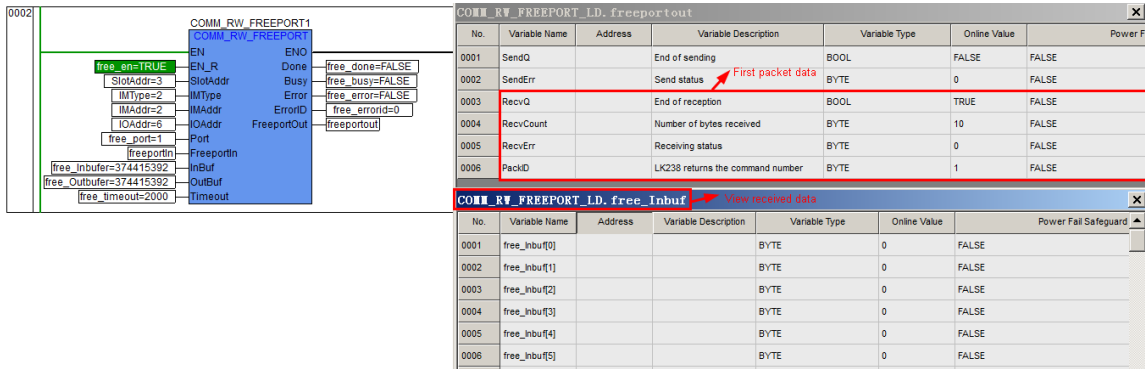 0002
COMM_RW_FREEPORT1
COMM_RW_FREEPORT
EN ENO
free_en=TRUE EN_R Done free_done=FALSE
SlotAddr=3 SlotAddr Busy free_busy=FALSE
IMType=2 IMType Error free_error=FALSE
IMAddr=2 IMAddr ErrorID free_errorid=0
IOAddr=6 IOAddr FreeportOut freeportout
free_port=1 Port
freeportIn FreeportIn
free_Inbufer=374415392 InBuf
free_Outbufer=374415392 OutBuf
free_timeout=2000 Timeout
COMM_RW_FREEPORT_LD.freeportout
No. Variable Name Address Variable Description Variable Type Online Value Power F
0001 SendQ End of sending BOOL FALSE FALSE
0002 SendErr Send status BYTE 0 FALSE
First packet data
0003 RecvQ End of reception BOOL TRUE FALSE
0004 RecvCount Number of bytes received BYTE 10 FALSE
0005 RecvErr Receiving status BYTE 0 FALSE
0006 PackID LK238 returns the command number BYTE 1 FALSE
COMM_RW_FREEPORT_LD.free_Inbuf View received data
No. Variable Name Address Variable Description Variable Type Online Value Power Fail Safeguard
0001 free_Inbuf[0] BYTE 0 FALSE
0002 free_Inbuf[1] BYTE 0 FALSE
0003 free_Inbuf[2] BYTE 0 FALSE
0004 free_Inbuf[3] BYTE 0 FALSE
0005 free_Inbuf[4] BYTE 0 FALSE
0006 free_Inbuf[5] BYTE 0 FALSE